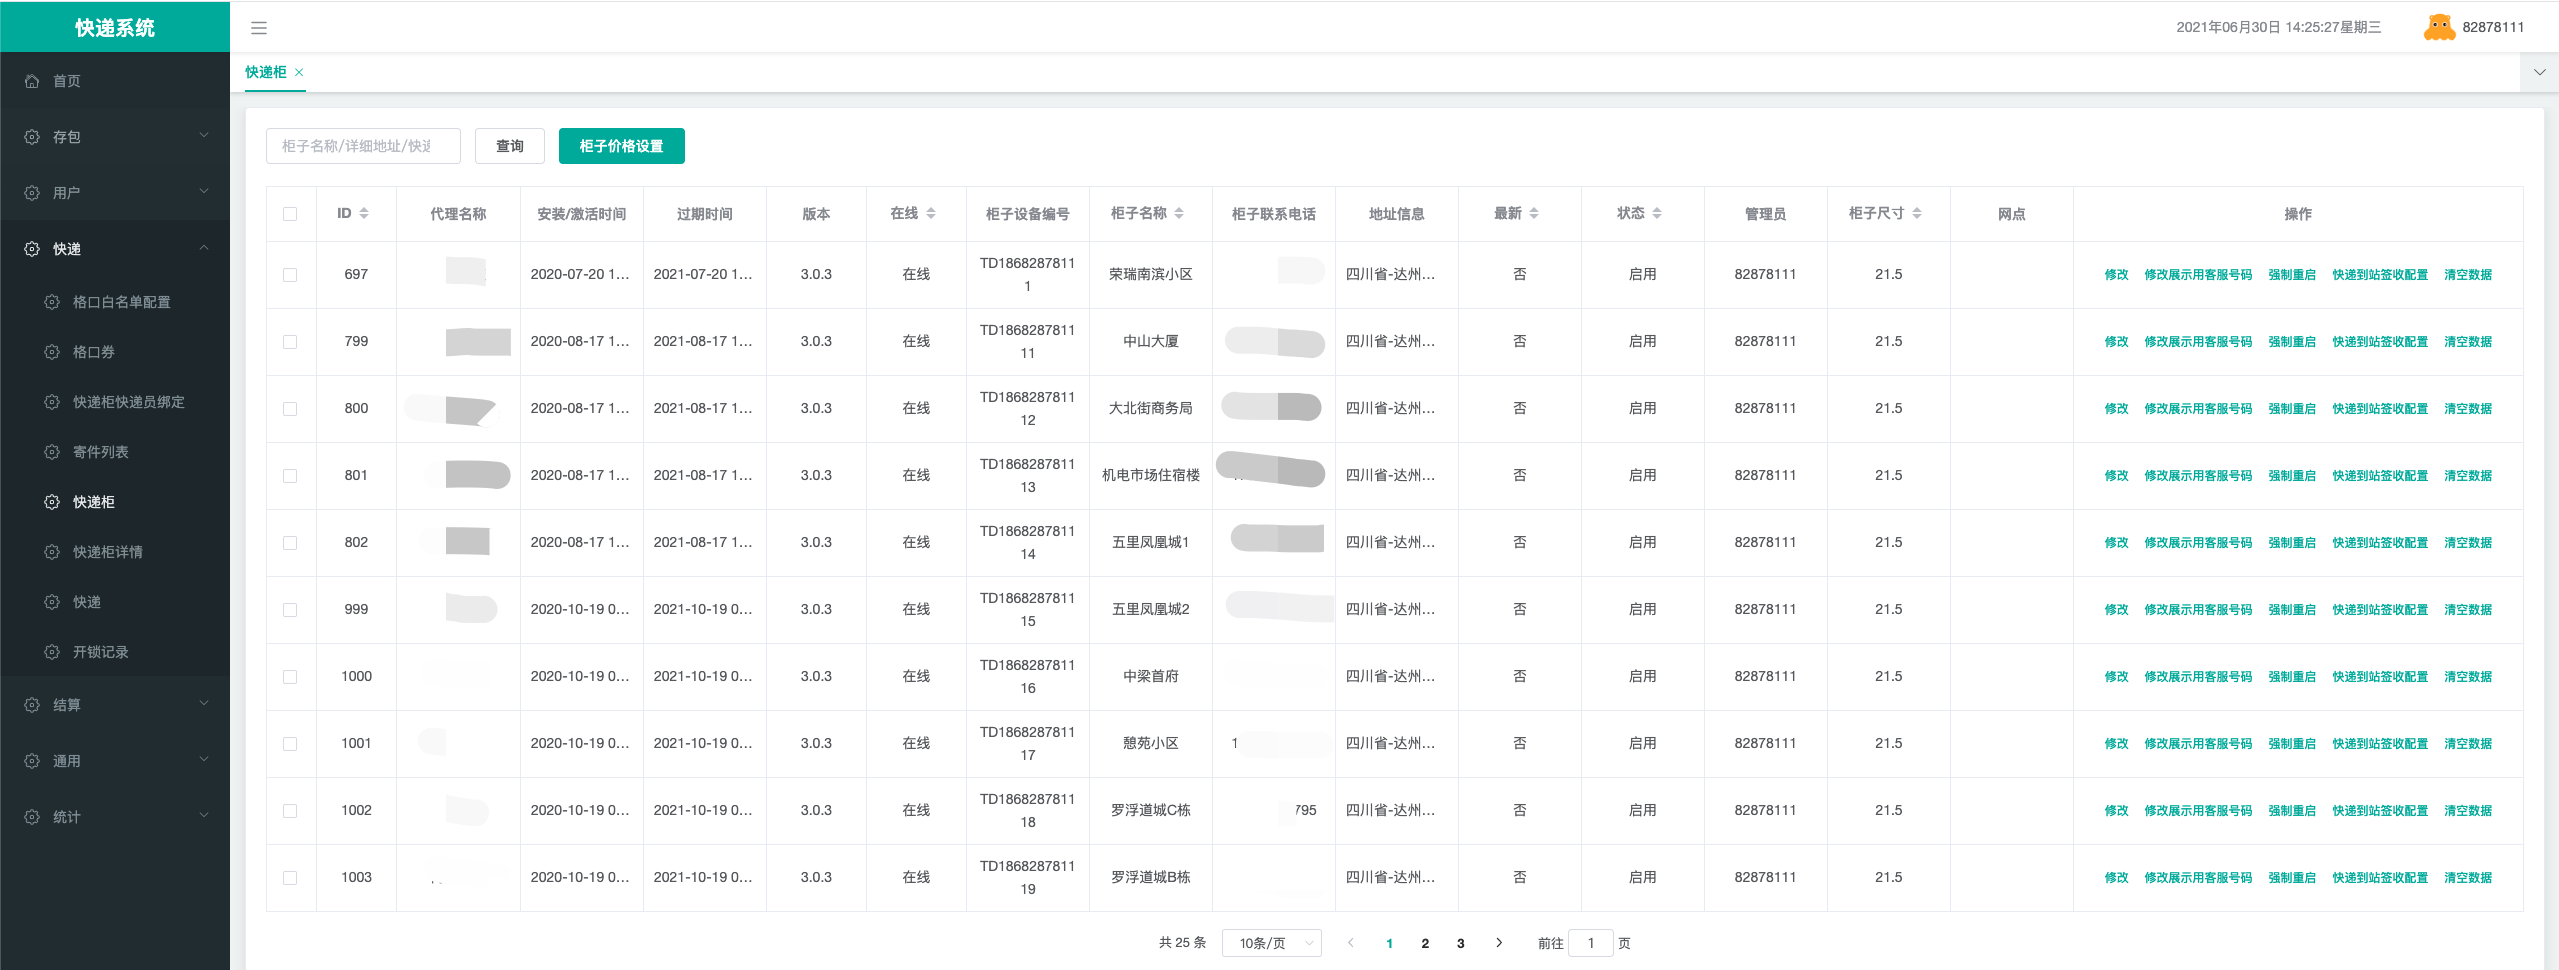 快递系统
2021年06月30日 14:25:27星期三
82878111
首页
存包
用户
快递
格口白名单配置
格口券
快递柜快递员绑定
寄件列表
快递柜
快递柜详情
快递
开锁记录
结算
通用
统计
快递柜
柜子名称/详细地址/快
查询
柜子价格设置
ID 代理名称 安装/激活时间 过期时间 版本 在线 柜子设备编号 柜子名称 柜子联系电话 地址信息 最新 状态 管理员 柜子尺寸 网点 操作
697 2020-07-20 1... 2021-07-20 1... 3.0.3 在线 TD1868287811
1 荣瑞南滨小区 四川省-达州... 否 启用 82878111 21.5 修改 修改展示用客服号码 强制重启 快递到站签收配置 清空数据
799 2020-08-17 1... 2021-08-17 1... 3.0.3 在线 TD1868287811
11 中山大厦 四川省-达州... 否 启用 82878111 21.5 修改 修改展示用客服号码 强制重启 快递到站签收配置 清空数据
800 2020-08-17 1... 2021-08-17 1... 3.0.3 在线 TD1868287811
12 大北街商务局 四川省-达州... 否 启用 82878111 21.5 修改 修改展示用客服号码 强制重启 快递到站签收配置 清空数据
801 2020-08-17 1... 2021-08-17 1... 3.0.3 在线 TD1868287811
13 机电市场住宿楼 四川省-达州... 否 启用 82878111 21.5 修改 修改展示用客服号码 强制重启 快递到站签收配置 清空数据
802 2020-08-17 1... 2021-08-17 1... 3.0.3 在线 TD1868287811
14 五里凤凰城1 四川省-达州... 否 启用 82878111 21.5 修改 修改展示用客服号码 强制重启 快递到站签收配置 清空数据
999 2020-10-19 0... 2021-10-19 0... 3.0.3 在线 TD1868287811
15 五里凤凰城2 四川省-达州... 否 启用 82878111 21.5 修改 修改展示用客服号码 强制重启 快递到站签收配置 清空数据
1000 2020-10-19 0... 2021-10-19 0... 3.0.3 在线 TD1868287811
16 中梁首府 四川省-达州... 否 启用 82878111 21.5 修改 修改展示用客服号码 强制重启 快递到站签收配置 清空数据
1001 2020-10-19 0... 2021-10-19 0... 3.0.3 在线 TD1868287811
17 憩苑小区 1 四川省-达州... 否 启用 82878111 21.5 修改 修改展示用客服号码 强制重启 快递到站签收配置 清空数据
1002 2020-10-19 0... 2021-10-19 0... 3.0.3 在线 TD1868287811
18 罗浮道城C栋 795 四川省-达州... 否 启用 82878111 21.5 修改 修改展示用客服号码 强制重启 快递到站签收配置 清空数据
1003 2020-10-19 0... 2021-10-19 0... 3.0.3 在线 TD1868287811
19 罗浮道城B栋 四川省-达州... 否 启用 82878111 21.5 修改 修改展示用客服号码 强制重启 快递到站签收配置 清空数据
共 25 条 10条/页 1 2 3 前往 1 页